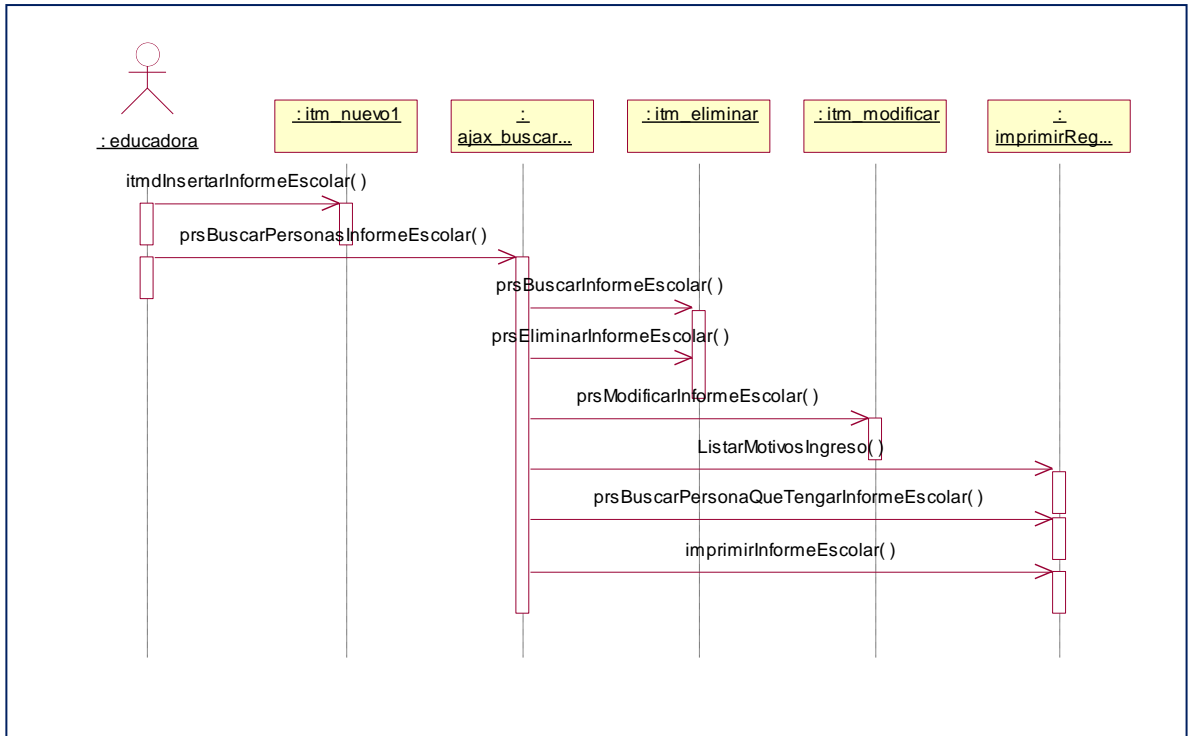 : educadora
: itm_nuevo1
:
ajax_buscar...
: itm_eliminar
: itm_modificar
:
imprimirReg...
itmdInsertarInformeEscolar( )
prsBuscarPersonasInformeEscolar( )
prsBuscarInformeEscolar( )
prsEliminarInformeEscolar( )
prsModificarInformeEscolar( )
ListarMotivosIngreso( )
prsBuscarPersonaQueTengarInformeEscolar( )
imprimirInformeEscolar( )